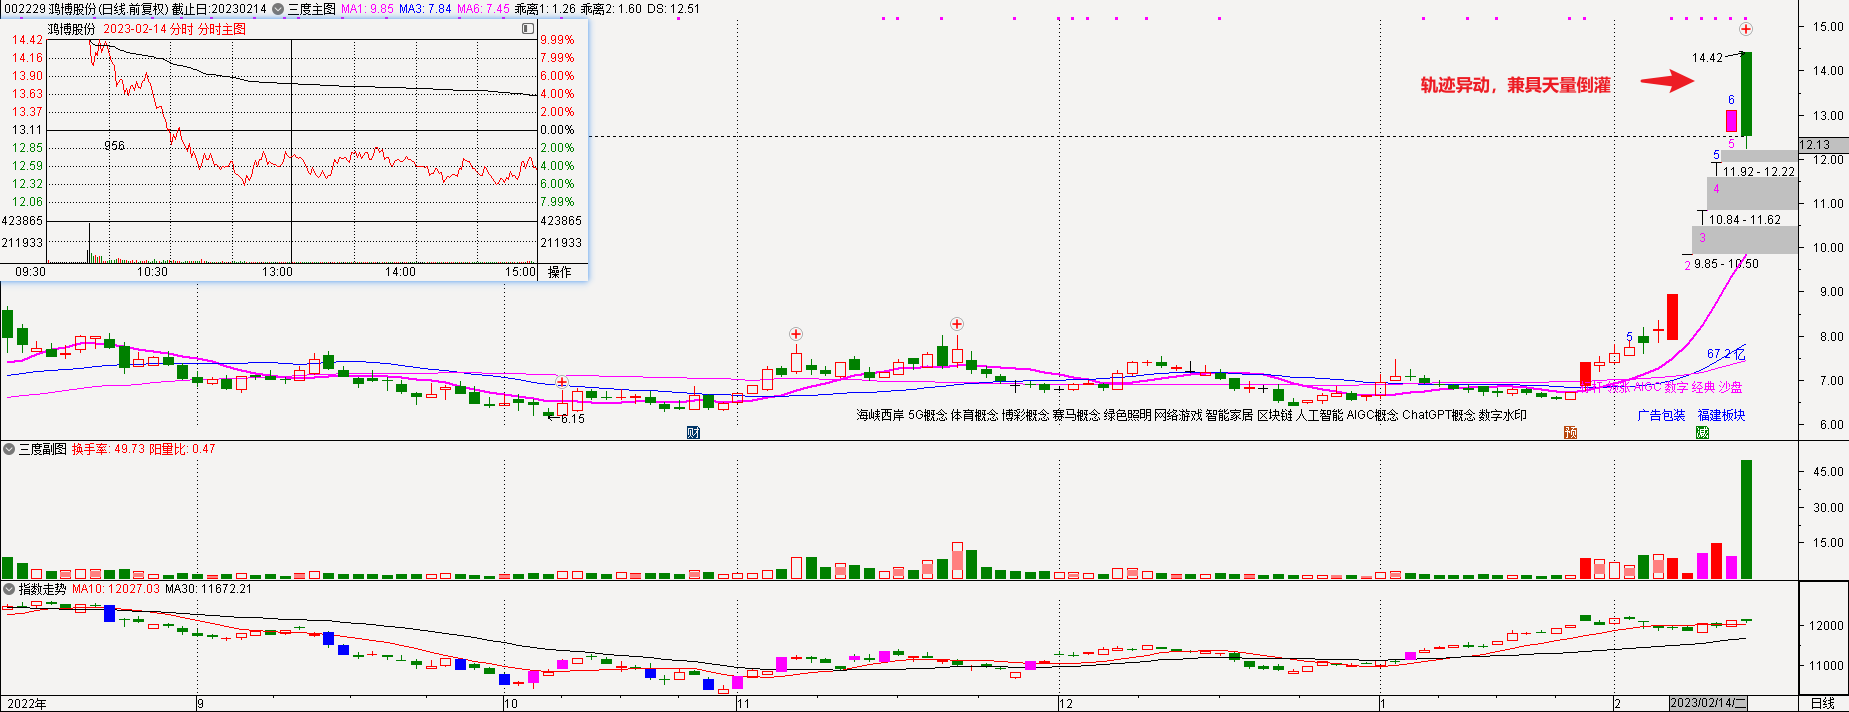 002229 鸿博股份(日线.前复权) 截止日:20230214 三度主图 MA1: 9.85 MA3: 7.84 MA6: 7.45 乖离1: 1.26 乖离2: 1.60 DS: 12.51
鸿博股份 2023-02-14 分时 分时主图
14.42 9.99%
14.16 7.99%
13.90 6.00%
13.63 4.00%
13.37 2.00%
13.11 0.00%
12.85 2.00%
12.59 4.00%
12.32 6.00%
12.06 7.99%
956
423865 423865
211933 211933
09:30 10:30 13:00 14:00 15:00 操作
15.00
14.42
14.00
轨迹异动，兼具天量倒灌
6
13.00
5
12.13
5
12.00
11.92 - 12.22
4
11.00
10.84 - 11.62
3
10.00
2 9.85 - 10.50
9.00
5
8.00
67.2亿
7.00
AIGC 数字 经典 沙盘
6.15
海峡西岸 5G概念 体育概念 博彩概念 赛马概念 绿色照明 网络游戏 智能家居 区块链 人工智能 AIGC概念 ChatGPT概念 数字水印
广告包装 福建板块
6.00
财 预 减
三度副图 换手率: 49.73 阳量比: 0.47
45.00
30.00
15.00
指数走势 MA10: 12027.03 MA30: 11672.21
12000
11000
2022年 9 10 11 12 1 2 2023/02/14/二 日线